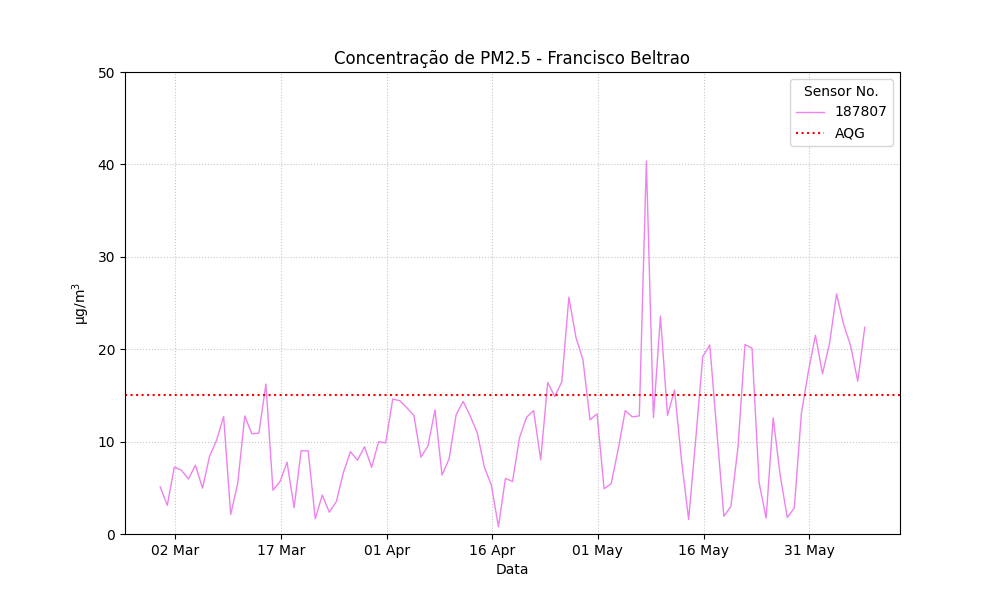 Concentração de PM2.5 - Francisco Beltrao
50
40
30
20
10
0
µg/m³
Sensor No.
187807
AQG
02 Mar
17 Mar
01 Apr
16 Apr
01 May
16 May
31 May
Data